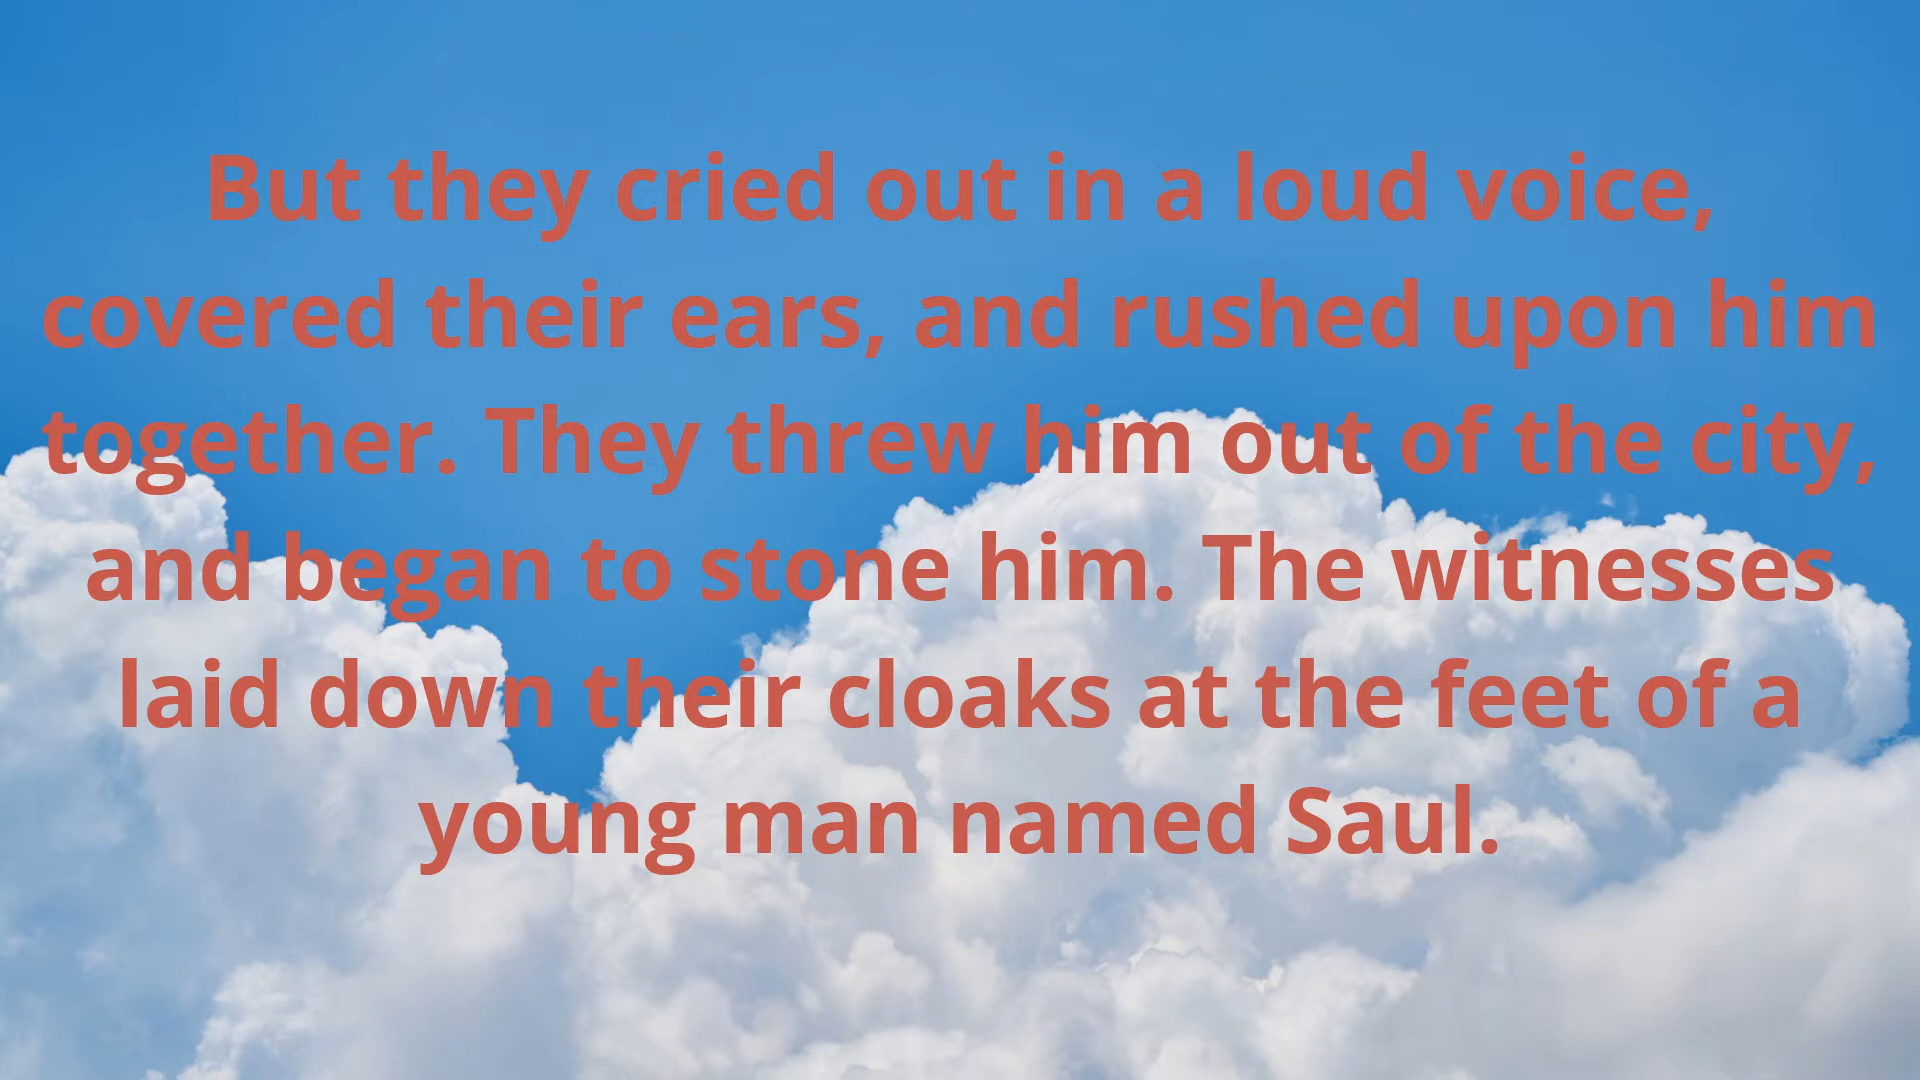 But they cried out in a loud voice,
covered their ears, and rushed upon him
together. They threw him out of the city,
and began to stone him. The witnesses
laid down their cloaks at the feet of a
young man named Saul.